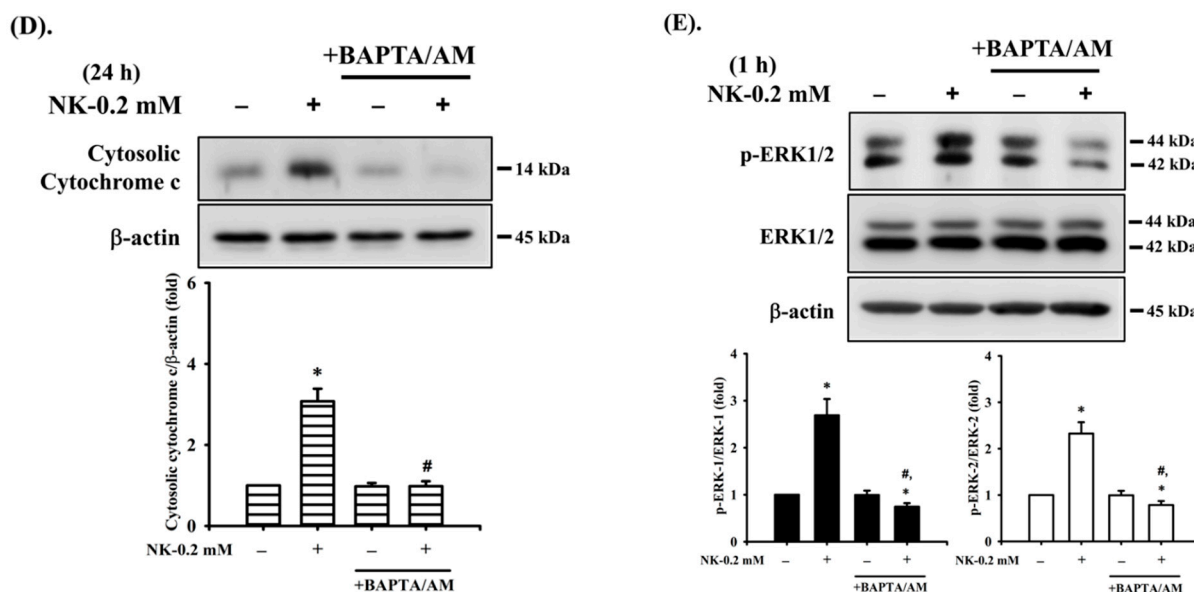 (D).
+BAPTA/AM
(24 h)
NK-0.2 mM – + – +
Cytosolic
Cytochrome c
14 kDa
β-actin
45 kDa
6
4
2
0
Cytosolic cytochrome c/β-actin (fold)
*
#
NK-0.2 mM – + – +
+BAPTA/AM
(E).
+BAPTA/AM
(1 h)
NK-0.2 mM – + – +
p-ERK1/2
44 kDa
42 kDa
ERK1/2
44 kDa
42 kDa
β-actin
45 kDa
4
3
2
1
0
p-ERK-1/ERK-1 (fold)
*
#,
*
NK-0.2 mM – + – +
+BAPTA/AM
4
3
2
1
0
p-ERK-2/ERK-2 (fold)
*
#,
*
NK-0.2 mM – + – +
+BAPTA/AM